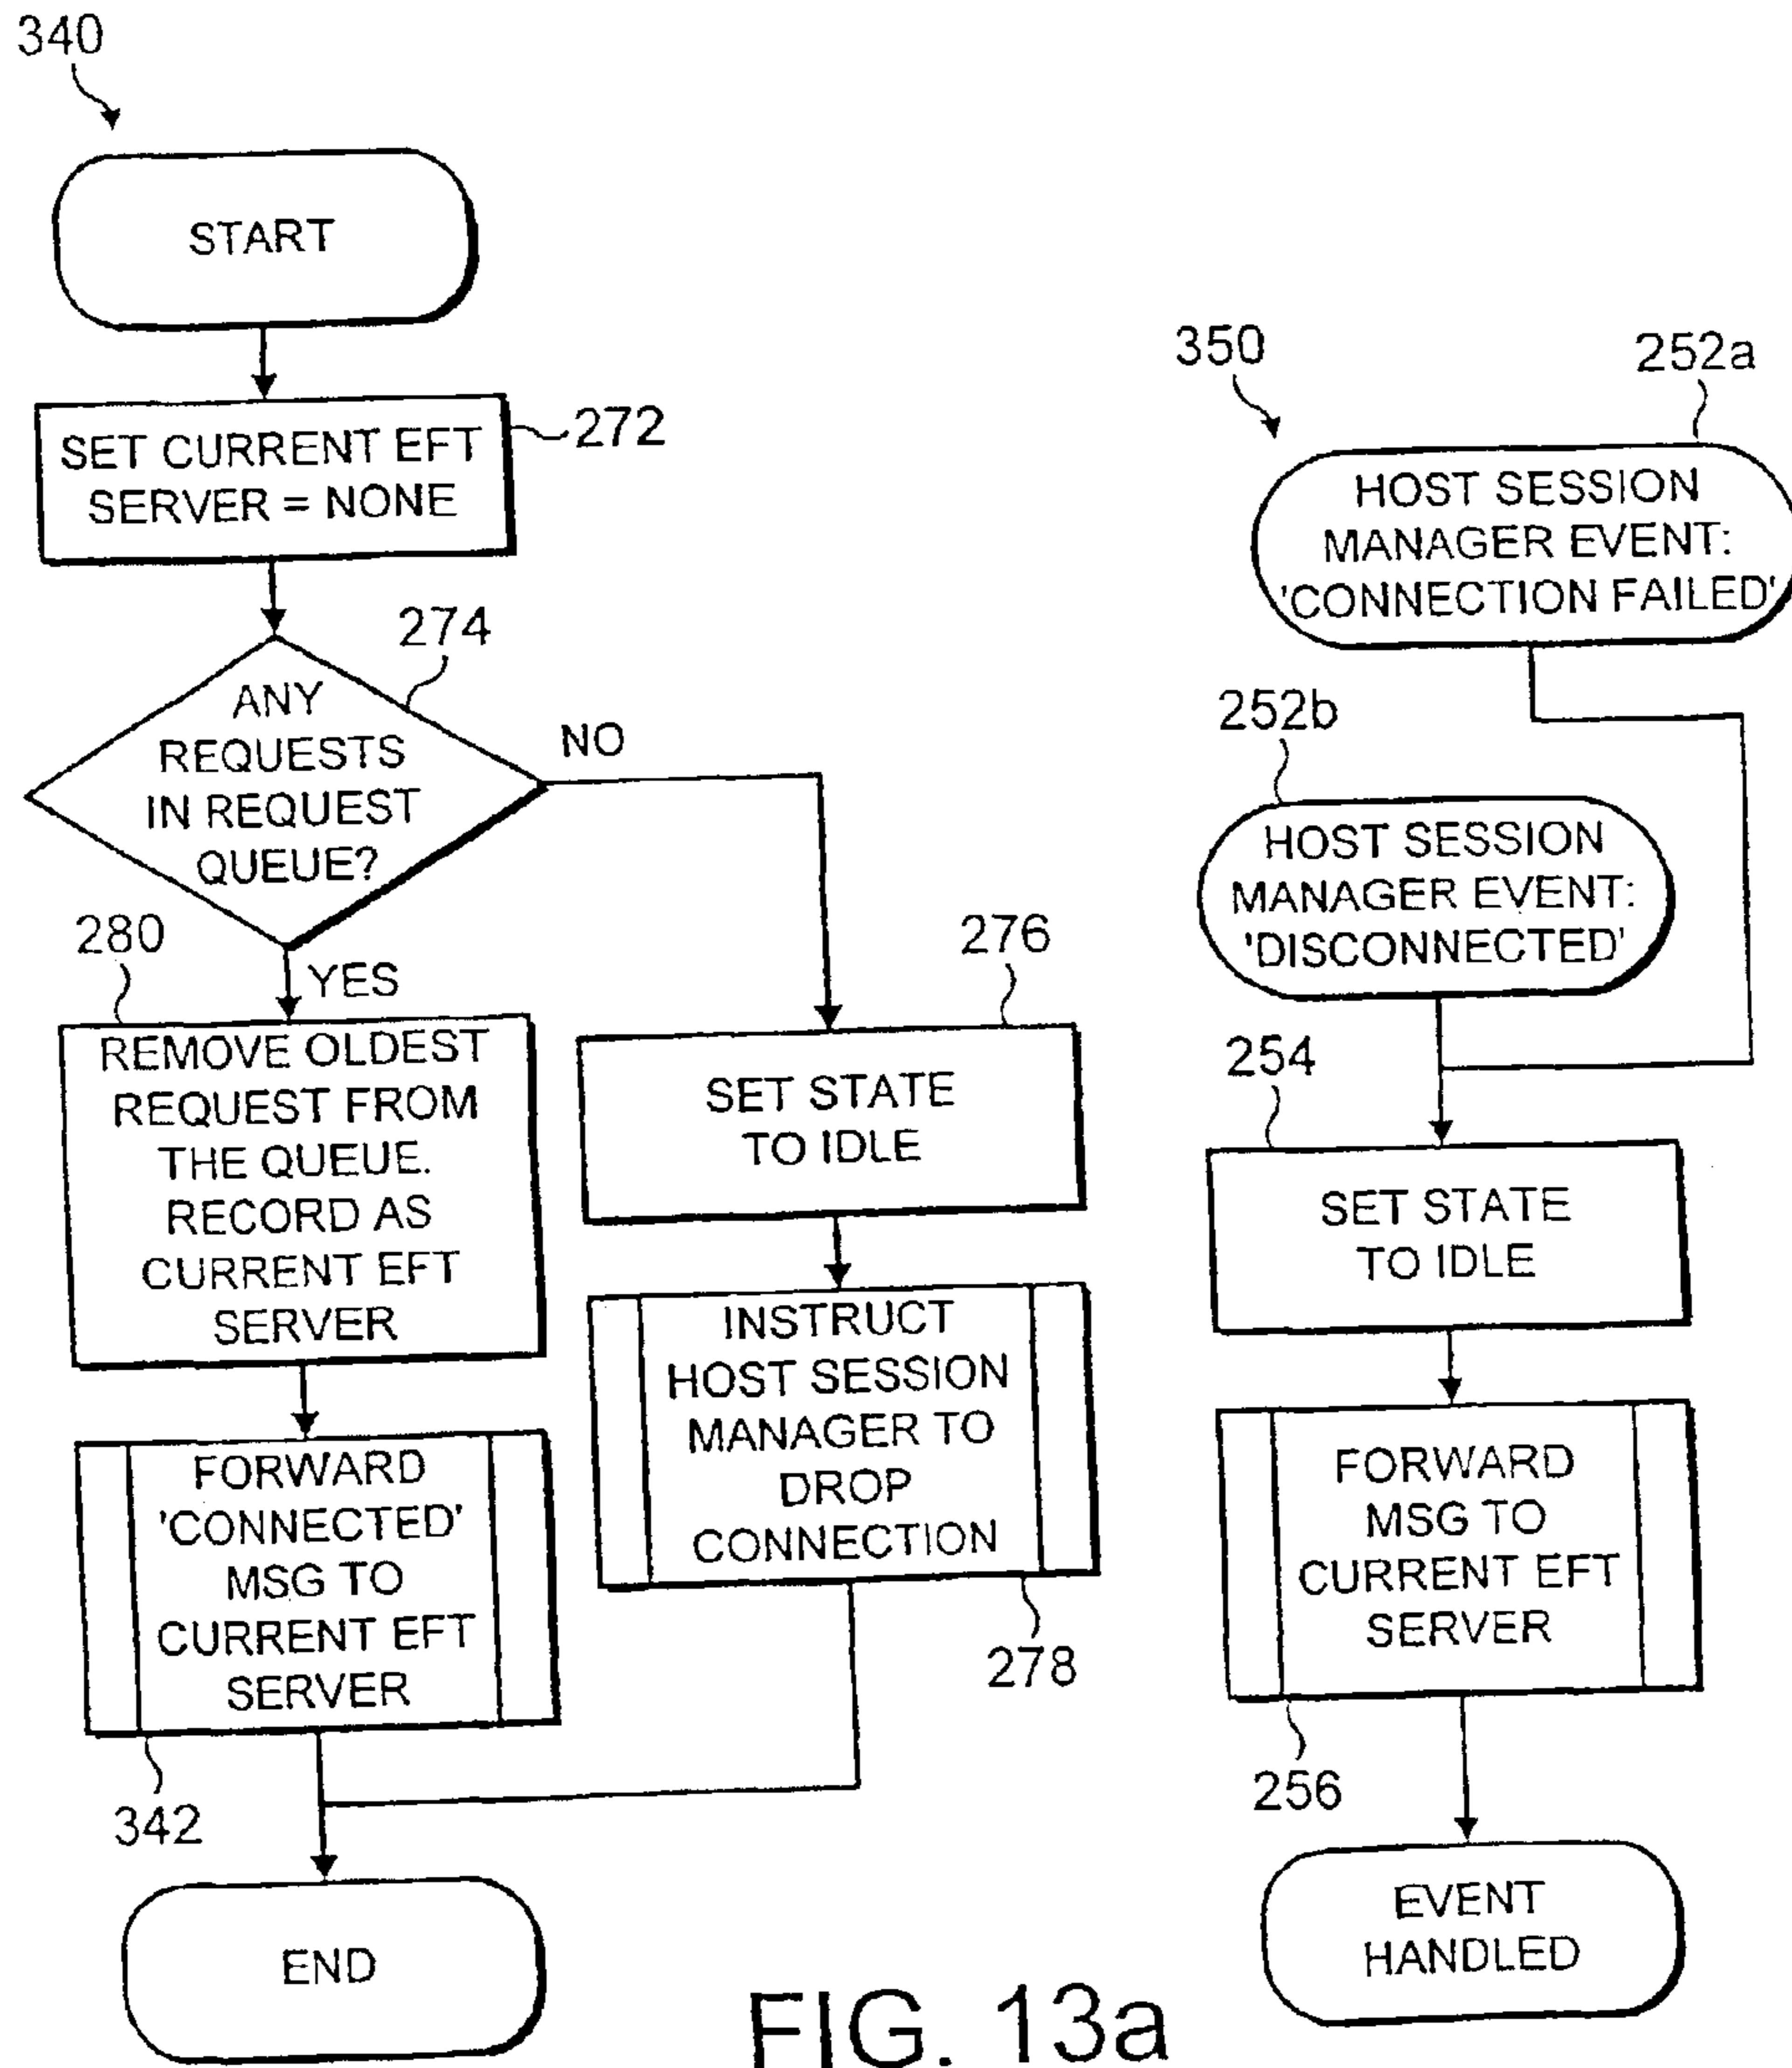 340
START
SET CURRENT EFT
SERVER = NONE
272
274
ANY
REQUESTS
IN REQUEST
QUEUE?
NO
YES
280
REMOVE OLDEST
REQUEST FROM
THE QUEUE.
RECORD AS
CURRENT EFT
SERVER
276
SET STATE
TO IDLE
INSTRUCT
HOST SESSION
MANAGER TO
DROP
CONNECTION
278
FORWARD
'CONNECTED'
MSG TO
CURRENT EFT
SERVER
342
END
350
252a
HOST SESSION
MANAGER EVENT:
'CONNECTION FAILED'
252b
HOST SESSION
MANAGER EVENT:
'DISCONNECTED'
254
SET STATE
TO IDLE
FORWARD
MSG TO
CURRENT EFT
SERVER
256
EVENT
HANDLED
FIG. 13a